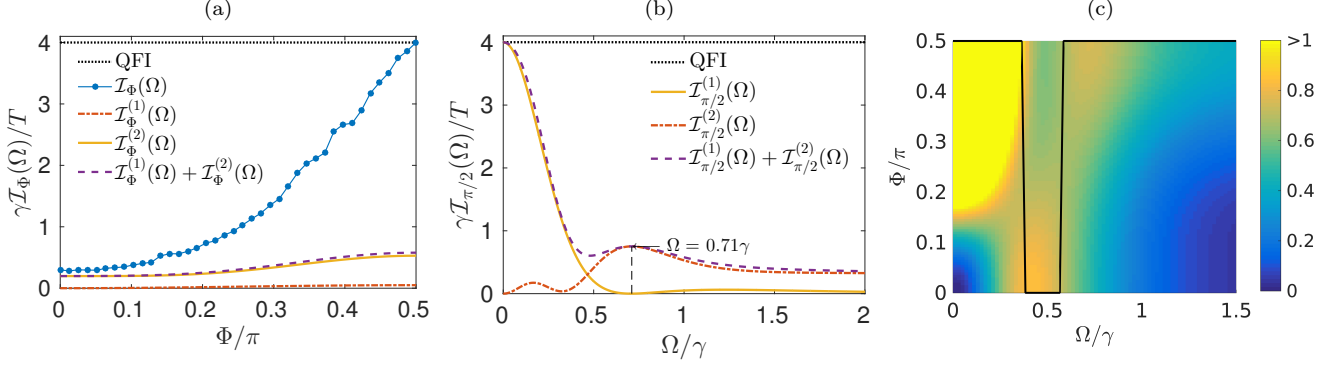 (a)
γI_Φ(Ω)/T
4
3
2
1
0
QFI
I_Φ(Ω)
I_Φ^(1)(Ω)
I_Φ^(2)(Ω)
I_Φ^(1)(Ω) + I_Φ^(2)(Ω)
0 0.1 0.2 0.3 0.4 0.5
Φ/π
(b)
γI_π/2(Ω)/T
4
3
2
1
0
QFI
I_π/2^(1)(Ω)
I_π/2^(2)(Ω)
I_π/2^(1)(Ω) + I_π/2^(2)(Ω)
Ω = 0.71γ
0 0.5 1 1.5 2
Ω/γ
(c)
Φ/π
0.5
0.4
0.3
0.2
0.1
0
0 0.5 1 1.5
Ω/γ
>1
0.8
0.6
0.4
0.2
0